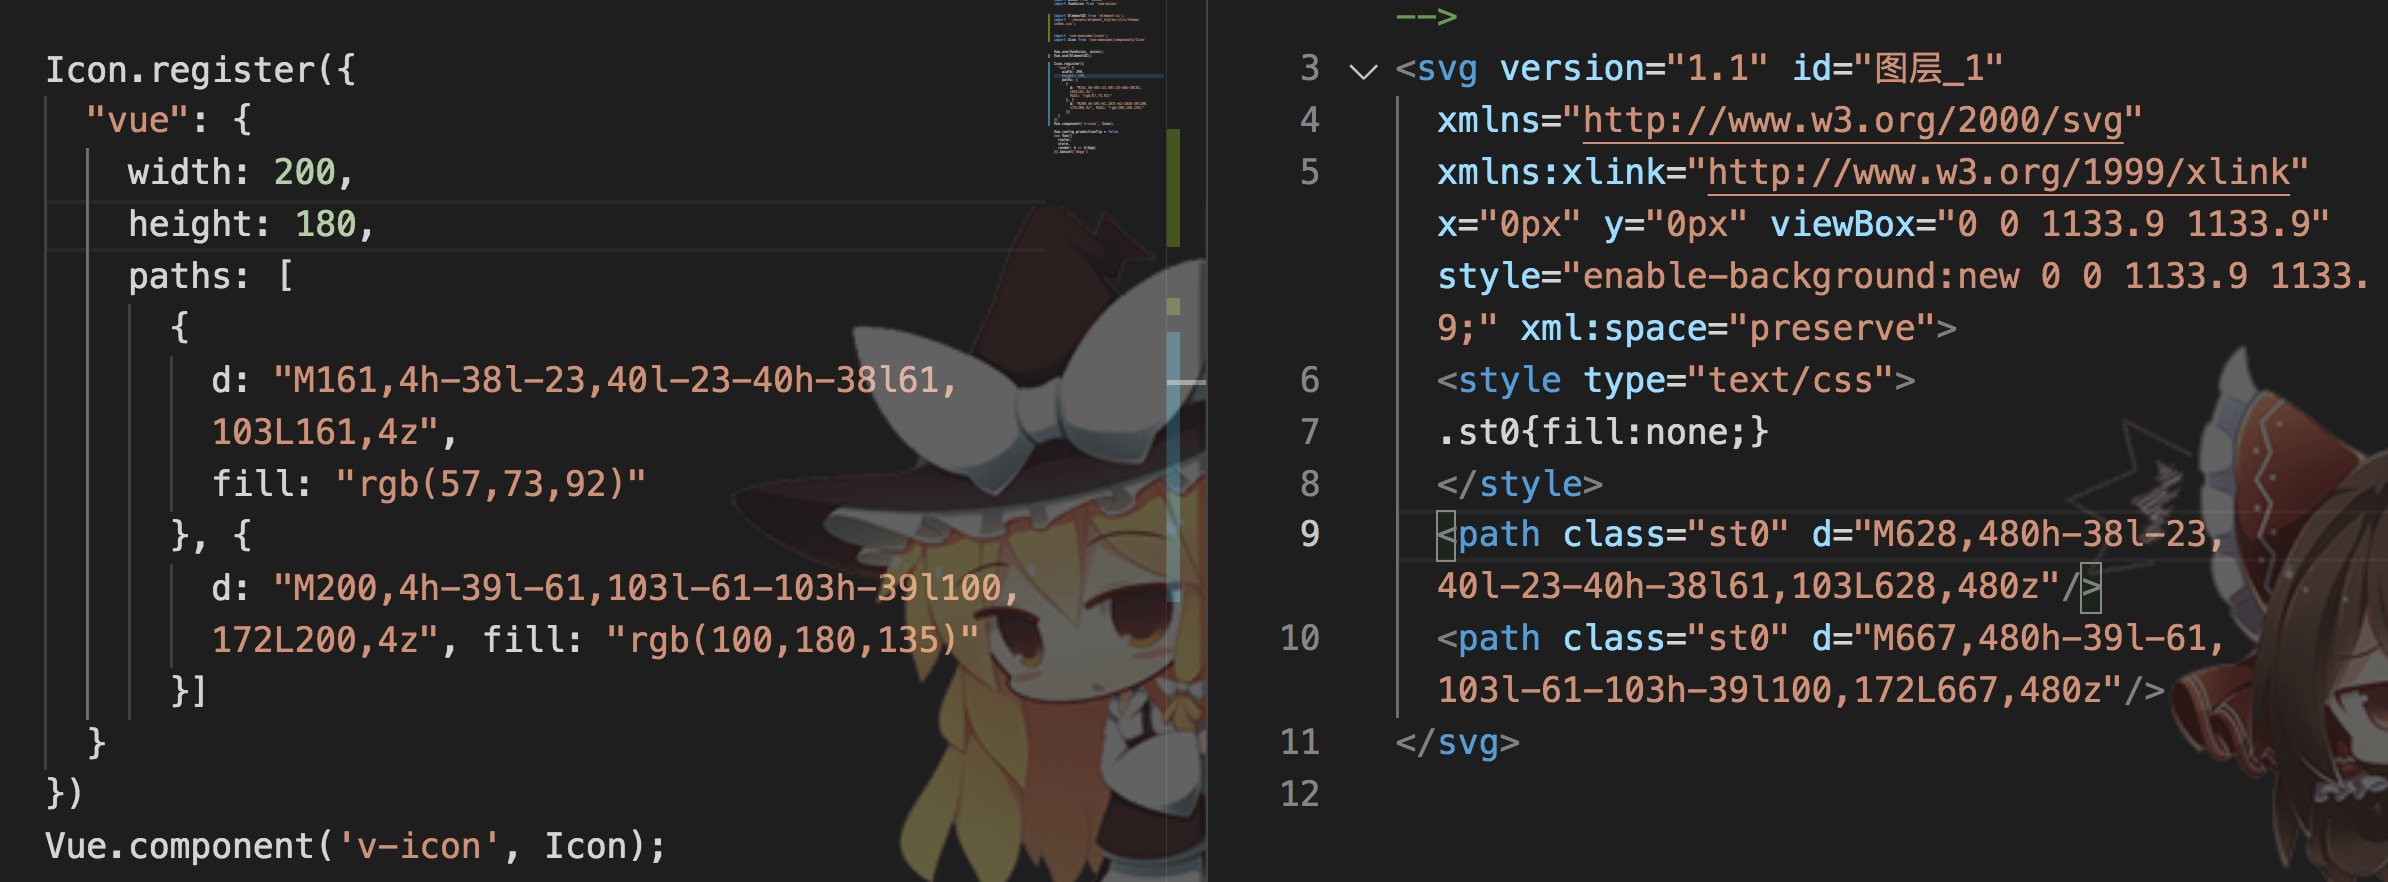 Icon.register({
"vue": {
width: 200,
height: 180,
paths: [
{
d: "M161,4h-38l-23,40l-23-40h-38l61,
103L161,4z",
fill: "rgb(57,73,92)"
}, {
d: "M200,4h-39l-61,103l-61-103h-39l100,
172L200,4z", fill: "rgb(100,180,135)"
}]
}
})
Vue.component('v-icon', Icon);
-->
3 <svg version="1.1" id="图层_1"
4 xmlns="http://www.w3.org/2000/svg"
5 xmlns:xlink="http://www.w3.org/1999/xlink"
x="0px" y="0px" viewBox="0 0 1133.9 1133.9"
style="enable-background:new 0 0 1133.9 1133.
9;" xml:space="preserve">
6 <style type="text/css">
7 .st0{fill:none;}
8 </style>
9 <path class="st0" d="M628,480h-38l-23,
40l-23-40h-38l61,103L628,480z"/>
10 <path class="st0" d="M667,480h-39l-61,
103l-61-103h-39l100,172L667,480z"/>
11 </svg>
12